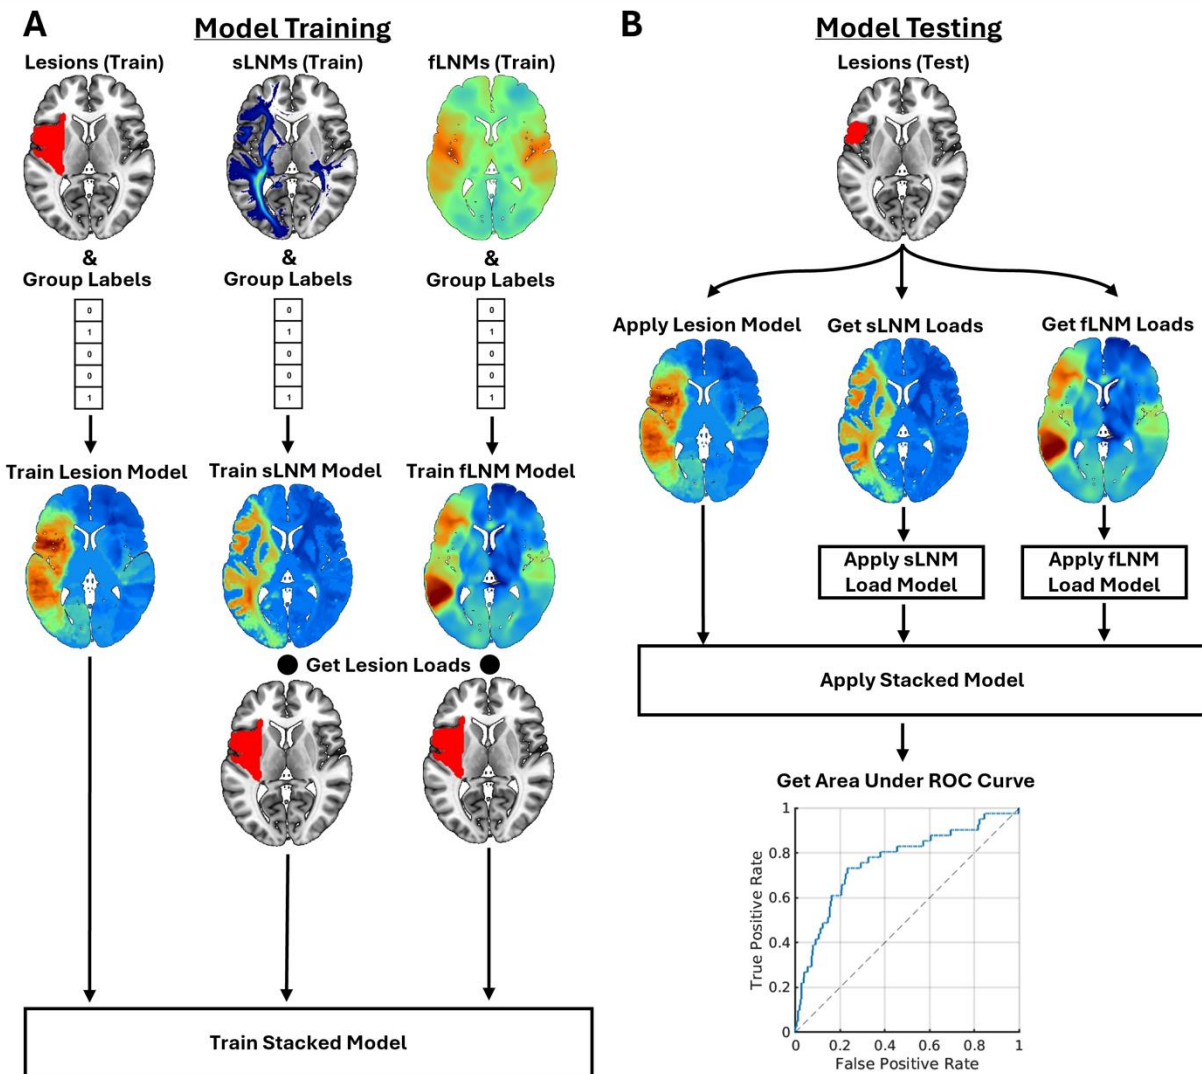 A
Model Training
Lesions (Train)
sLNMs (Train)
fLNMs (Train)
&
&
&
Group Labels
Group Labels
Group Labels
0
1
0
0
1
0
1
0
0
1
0
1
0
0
1
Train Lesion Model
Train sLNM Model
Train fLNM Model
Get Lesion Loads
Train Stacked Model
B
Model Testing
Lesions (Test)
Apply Lesion Model
Get sLNM Loads
Get fLNM Loads
Apply sLNM
Load Model
Apply fLNM
Load Model
Apply Stacked Model
Get Area Under ROC Curve
True Positive Rate
1
0.8
0.6
0.4
0.2
0
0
0.2
0.4
0.6
0.8
1
False Positive Rate